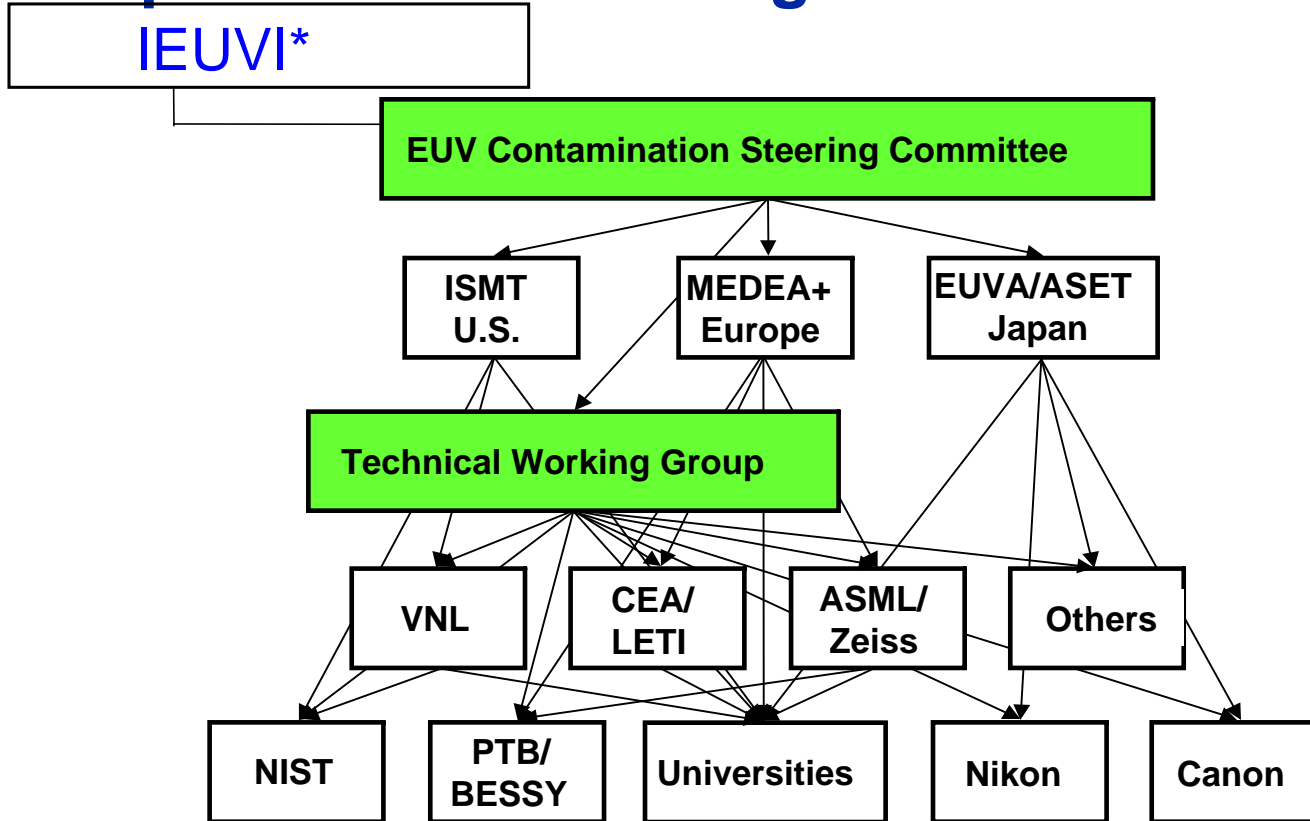 IEUVI*
EUV Contamination Steering Committee
ISMT
U.S.
MEDEA+
Europe
EUVA/ASET
Japan
Technical Working Group
VNL
CEA/
LETI
ASML/
Zeiss
Others
NIST
PTB/
BESSY
Universities
Nikon
Canon